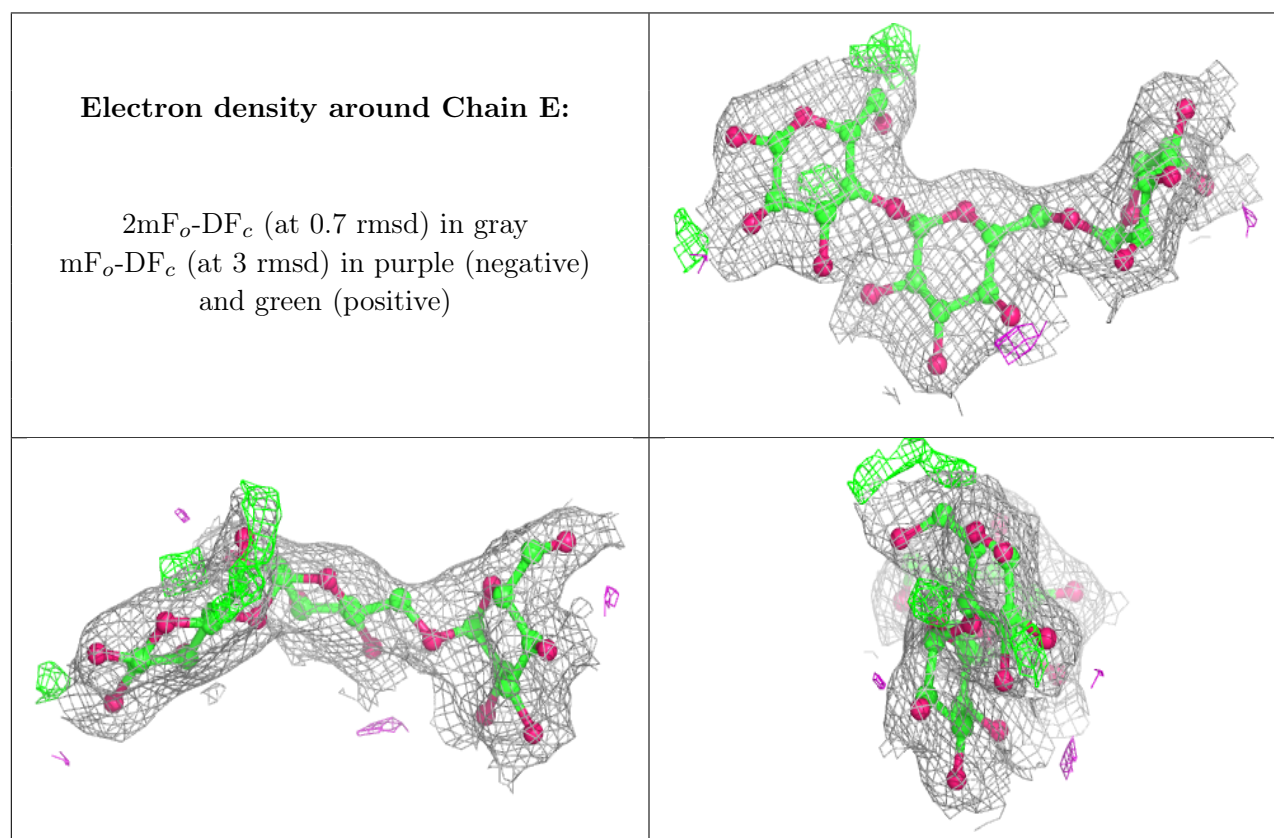 Electron density around Chain E:
2mFo-DFc (at 0.7 rmsd) in gray
mFo-DFc (at 3 rmsd) in purple (negative)
and green (positive)